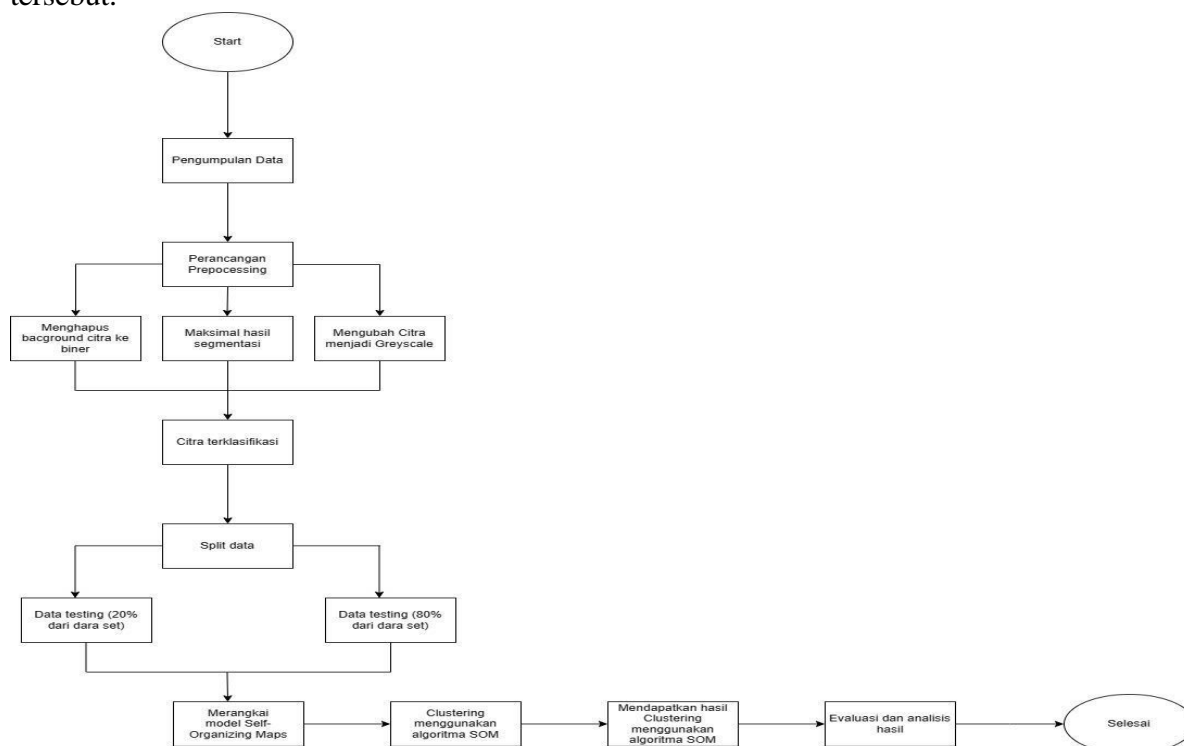 tersebut.
Start
Pengumpulan Data
Perancangan
Prepocessing
Menghapus
bacground citra ke
biner
Maksimal hasil
segmentasi
Mengubah Citra
menjadi Greyscale
Citra terklasifikasi
Split data
Data testing (20%
dari dara set)
Data testing (80%
dari dara set)
Merangkai
model Self-
Organizing Maps
Clustering
menggunakan
algoritma SOM
Mendapatkan hasil
Clustering
menggunakan
algoritma SOM
Evaluasi dan analisis
hasil
Selesai